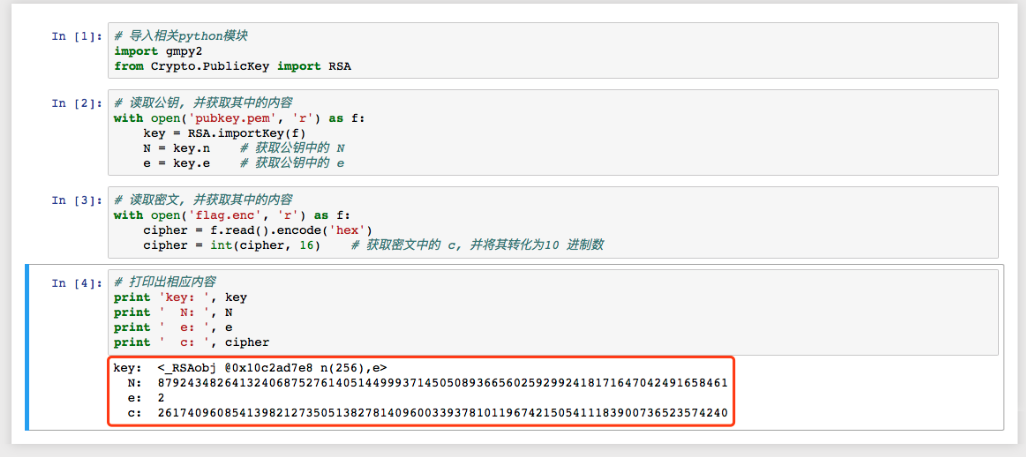 In [1]: # 导入相关python模块
import gmpy2
from Crypto.PublicKey import RSA
In [2]: # 读取公钥, 并获取其中的内容
with open('pubkey.pem', 'r') as f:
    key = RSA.importKey(f)
    N = key.n    # 获取公钥中的 N
    e = key.e    # 获取公钥中的 e
In [3]: # 读取密文, 并获取其中的内容
with open('flag.enc', 'r') as f:
    cipher = f.read().encode('hex')
    cipher = int(cipher, 16)    # 获取密文中的 c, 并将其转化为10 进制数
In [4]: # 打印出相应内容
print 'key: ', key
print '  N: ', N
print '  e: ', e
print '  c: ', cipher
key:  <_RSAobj @0x10c2ad7e8 n(256),e>
  N:  87924348264132406875276140514499937145050893665602592992418171647042491658461
  e:  2
  c:  26174096085413982127350513827814096003393781011967421505411183900736523574240